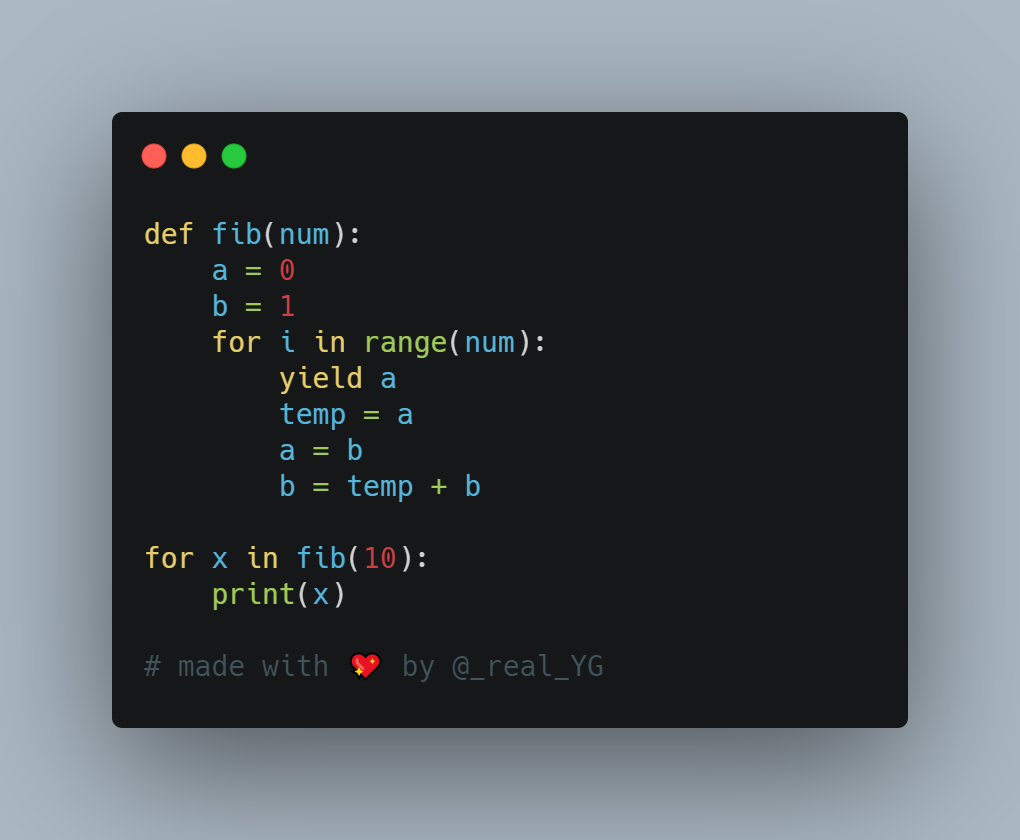 def fib(num):
    a = 0
    b = 1
    for i in range(num):
        yield a
        temp = a
        a = b
        b = temp + b

for x in fib(10):
    print(x)

# made with 💖 by @_real_YG